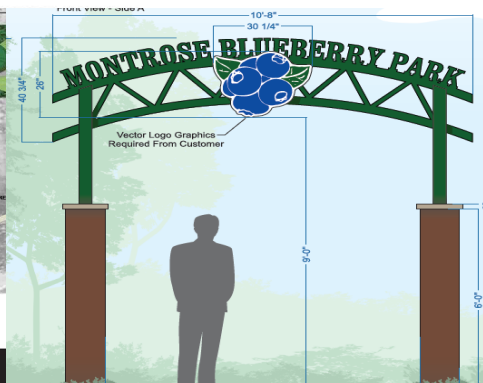 Front View - Side A
10'-8"
30 1/4"
MONTROSE BLUEBERRY PARK
40 3/4"
26"
Vector Logo Graphics
Required From Customer
9'-0"
6'-0"